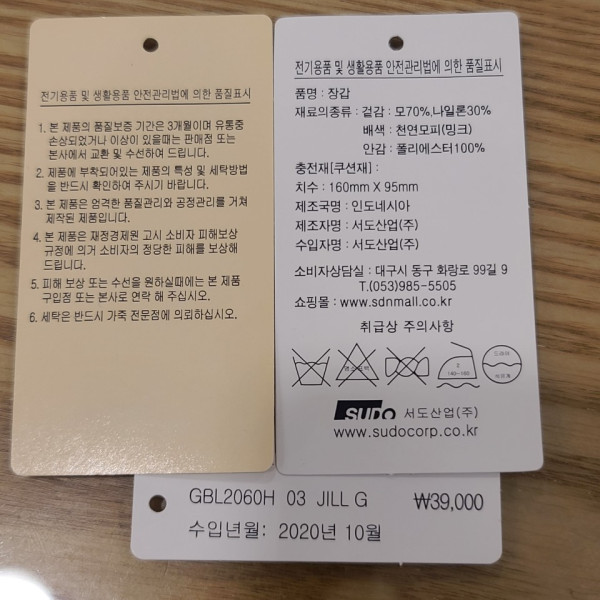 전기용품 및 생활용품 안전관리법에 의한 품질표시
1. 본 제품의 품질보증 기간은 3개월이며 유통중
손상되었거나 이상이 있을때는 판매점 또는
본사에서 교환 및 수선하여 드립니다.
2. 제품에 부착되어있는 제품의 특성 및 세탁방법
을 반드시 확인하여 주시기 바랍니다.
3. 본 제품은 엄격한 품질관리와 공정관리를 거쳐
제작된 제품입니다.
4. 본 제품은 재정경제원 고시 소비자 피해보상
규정에 의거 소비자의 정당한 피해를 보상해
드립니다.
5. 피해 보상 또는 수선을 원하실때에는 본 제품
구입점 또는 본사로 연락 해 주십시오.
6. 세탁은 반드시 가죽 전문점에 의뢰하십시오.
전기용품 및 생활용품 안전관리법에 의한 품질표시
품명 : 장갑
재료의종류 : 겉감 : 모70%,나일론30%
배색 : 천연모피(밍크)
안감 : 폴리에스터100%
충전재[쿠션재] :
치수 : 160mm X 95mm
제조국명 : 인도네시아
제조자명 : 서도산업(주)
수입자명 : 서도산업(주)
소비자상담실 : 대구시 동구 화랑로 99길 9
T.(053)985-5505
쇼핑몰 : www.sdnmall.co.kr
취급상 주의사항
염소표백
2
140~160
드라이
SUDO 서도산업(주)
www.sudocorp.co.kr
GBL2060H 03 JILL G ₩39,000
수입년월: 2020년 10월